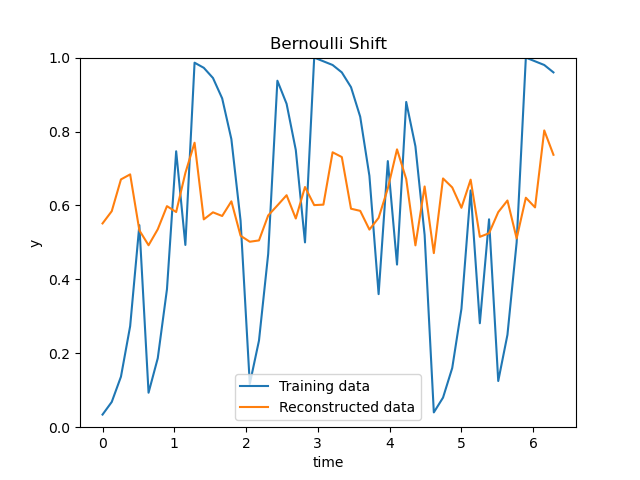 Bernoulli Shift
1.0
0.8
0.6
0.4
0.2
0.0
y
Training data
Reconstructed data
0 1 2 3 4 5 6
time